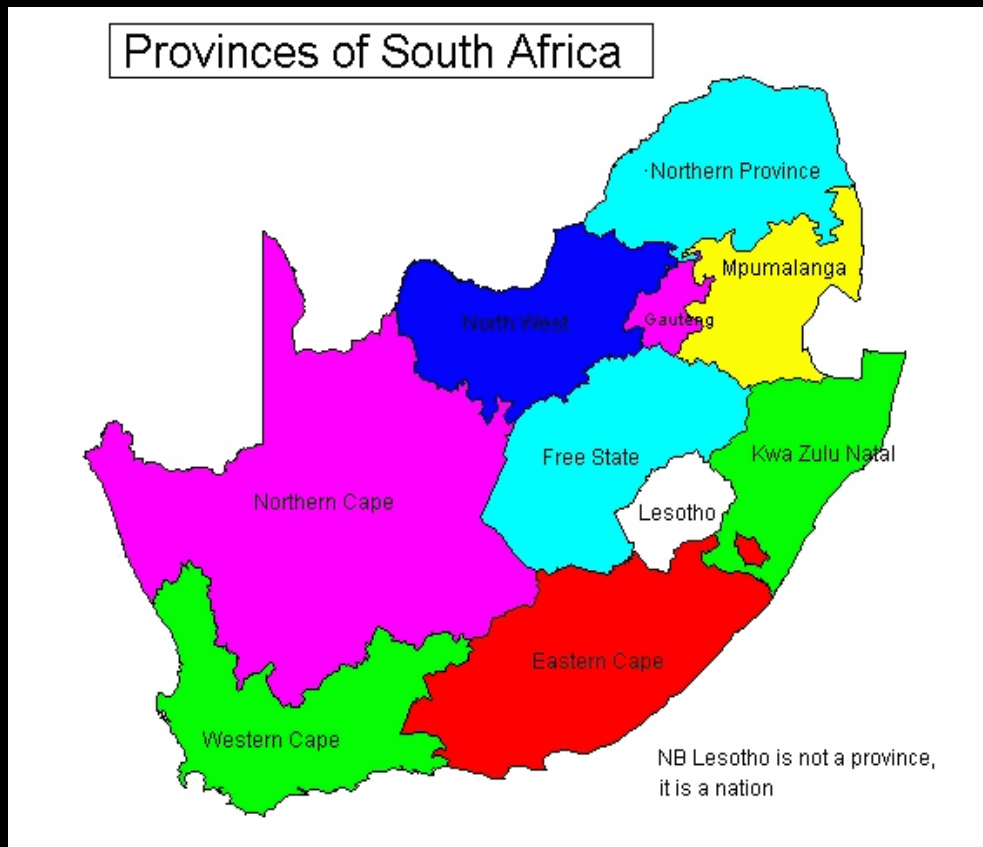 Provinces of South Africa
Northern Province
Mpumalanga
North West
Gauteng
Free State
Kwa Zulu Natal
Northern Cape
Lesotho
Eastern Cape
Western Cape
NB Lesotho is not a province,
it is a nation